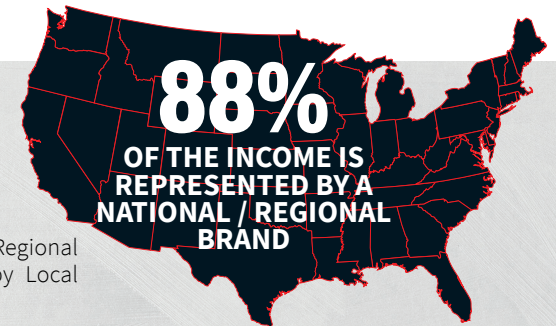 88%
OF THE INCOME IS
REPRESENTED BY A
NATIONAL / REGIONAL
BRAND
Regional
by Local